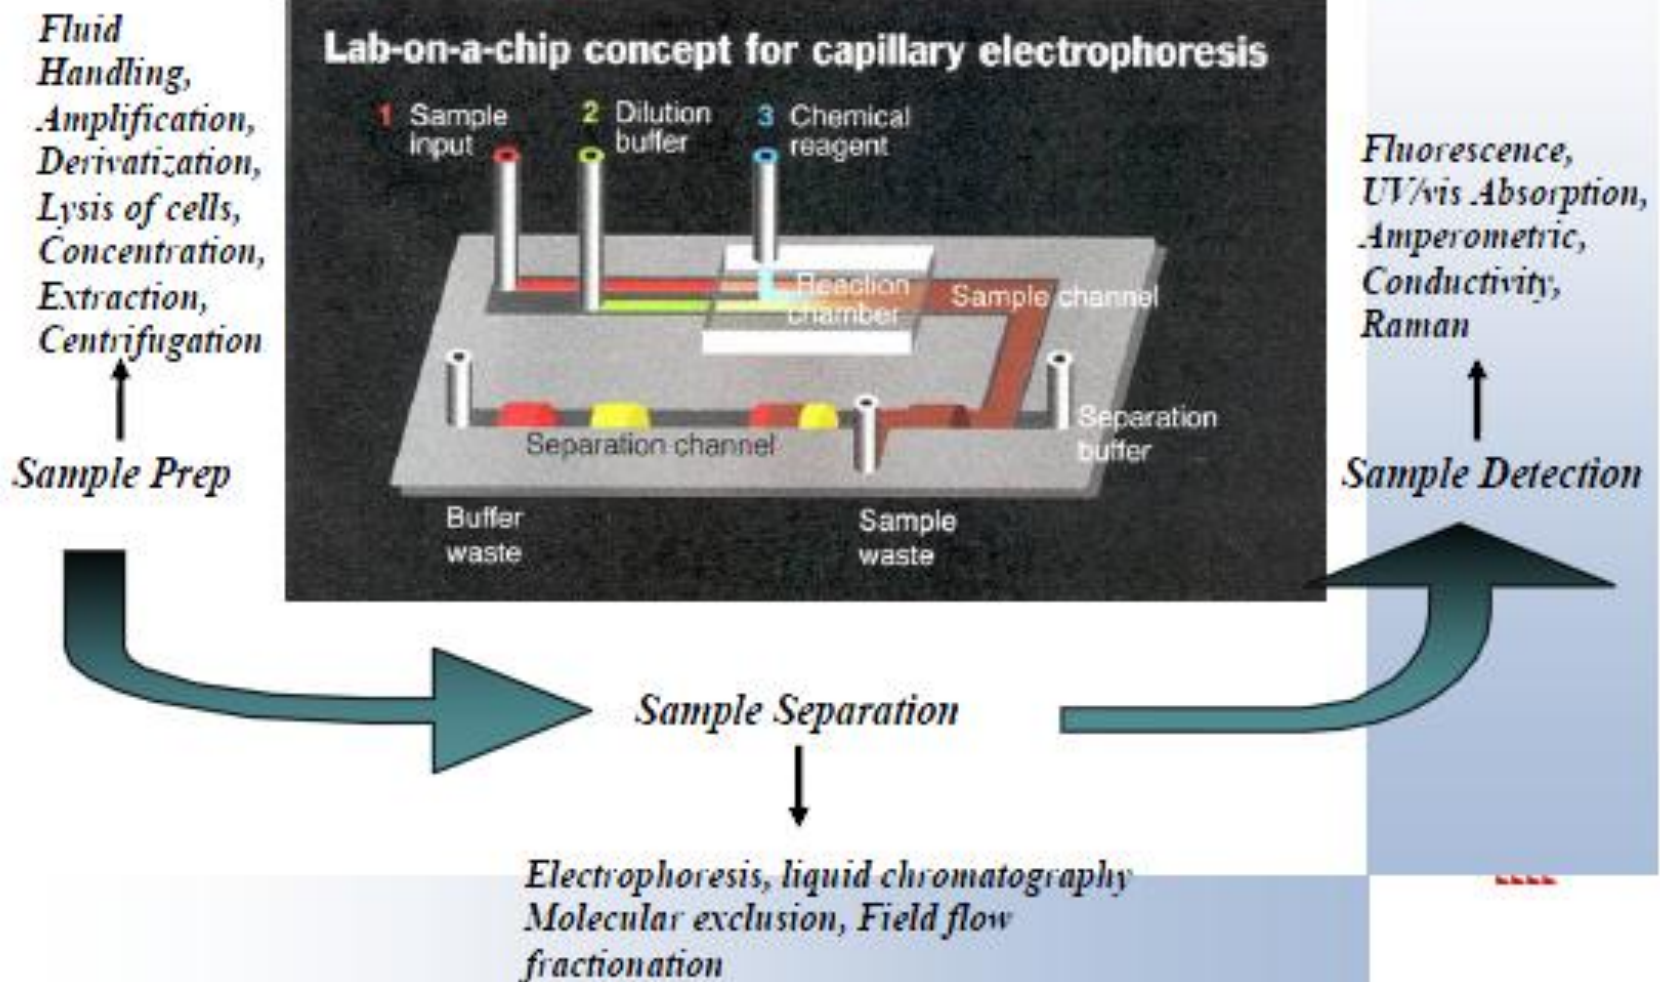 Fluid
Handling,
Amplification,
Derivatization,
Lysis of cells,
Concentration,
Extraction,
Centrifugation
Sample Prep
Lab-on-a-chip concept for capillary electrophoresis
1 Sample
input
2 Dilution
buffer
3 Chemical
reagent
Reaction
chamber
Sample channel
Separation channel
Separation
buffer
Buffer
waste
Sample
waste
Fluorescence,
UV/vis Absorption,
Amperometric,
Conductivity,
Raman
Sample Detection
Sample Separation
Electrophoresis, liquid chromatography
Molecular exclusion, Field flow
fractionation